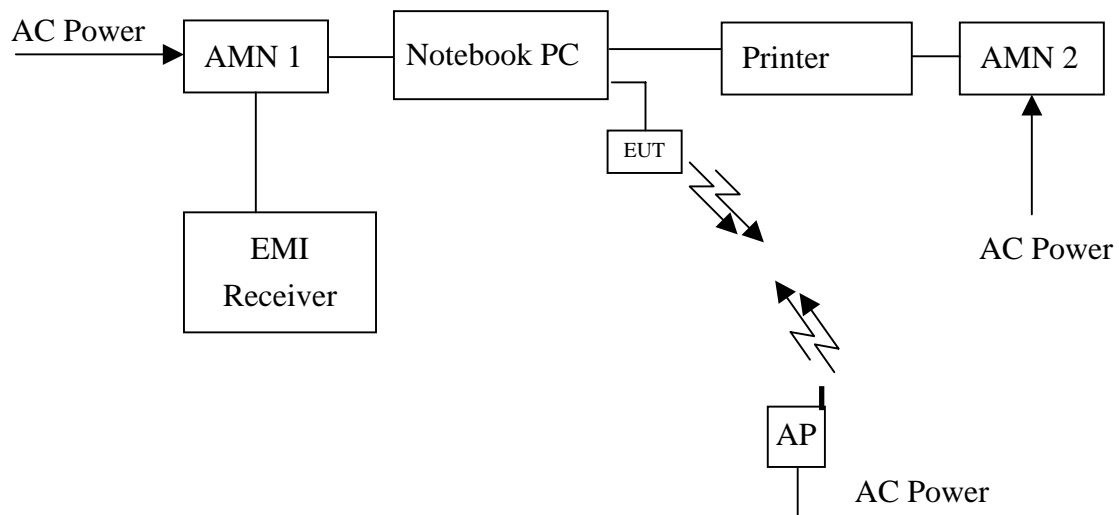 AC Power
AMN 1
Notebook PC
Printer
AMN 2
EUT
EMI
Receiver
AC Power
AP
AC Power